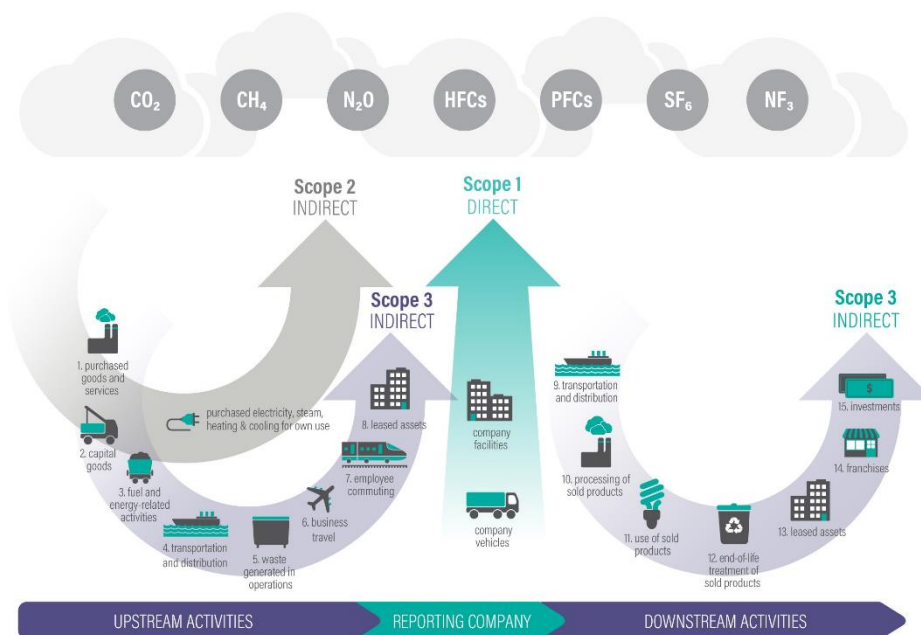 CO₂
CH₄
N₂O
HFCs
PFCs
SF₆
NF₃
Scope 2
INDIRECT
Scope 1
DIRECT
Scope 3
INDIRECT
Scope 3
INDIRECT
1. purchased
goods and
services
2. capital
goods
3. fuel and
energy-related
activities
4. transportation
and distribution
5. waste
generated in
operations
6. business
travel
7. employee
commuting
8. leased assets
purchased electricity, steam,
heating & cooling for own use
company
facilities
company
vehicles
9. transportation
and distribution
10. processing of
sold products
11. use of sold
products
12. end-of-life
treatment of
sold products
13. leased assets
14. franchises
$
15. investments
UPSTREAM ACTIVITIES
REPORTING COMPANY
DOWNSTREAM ACTIVITIES